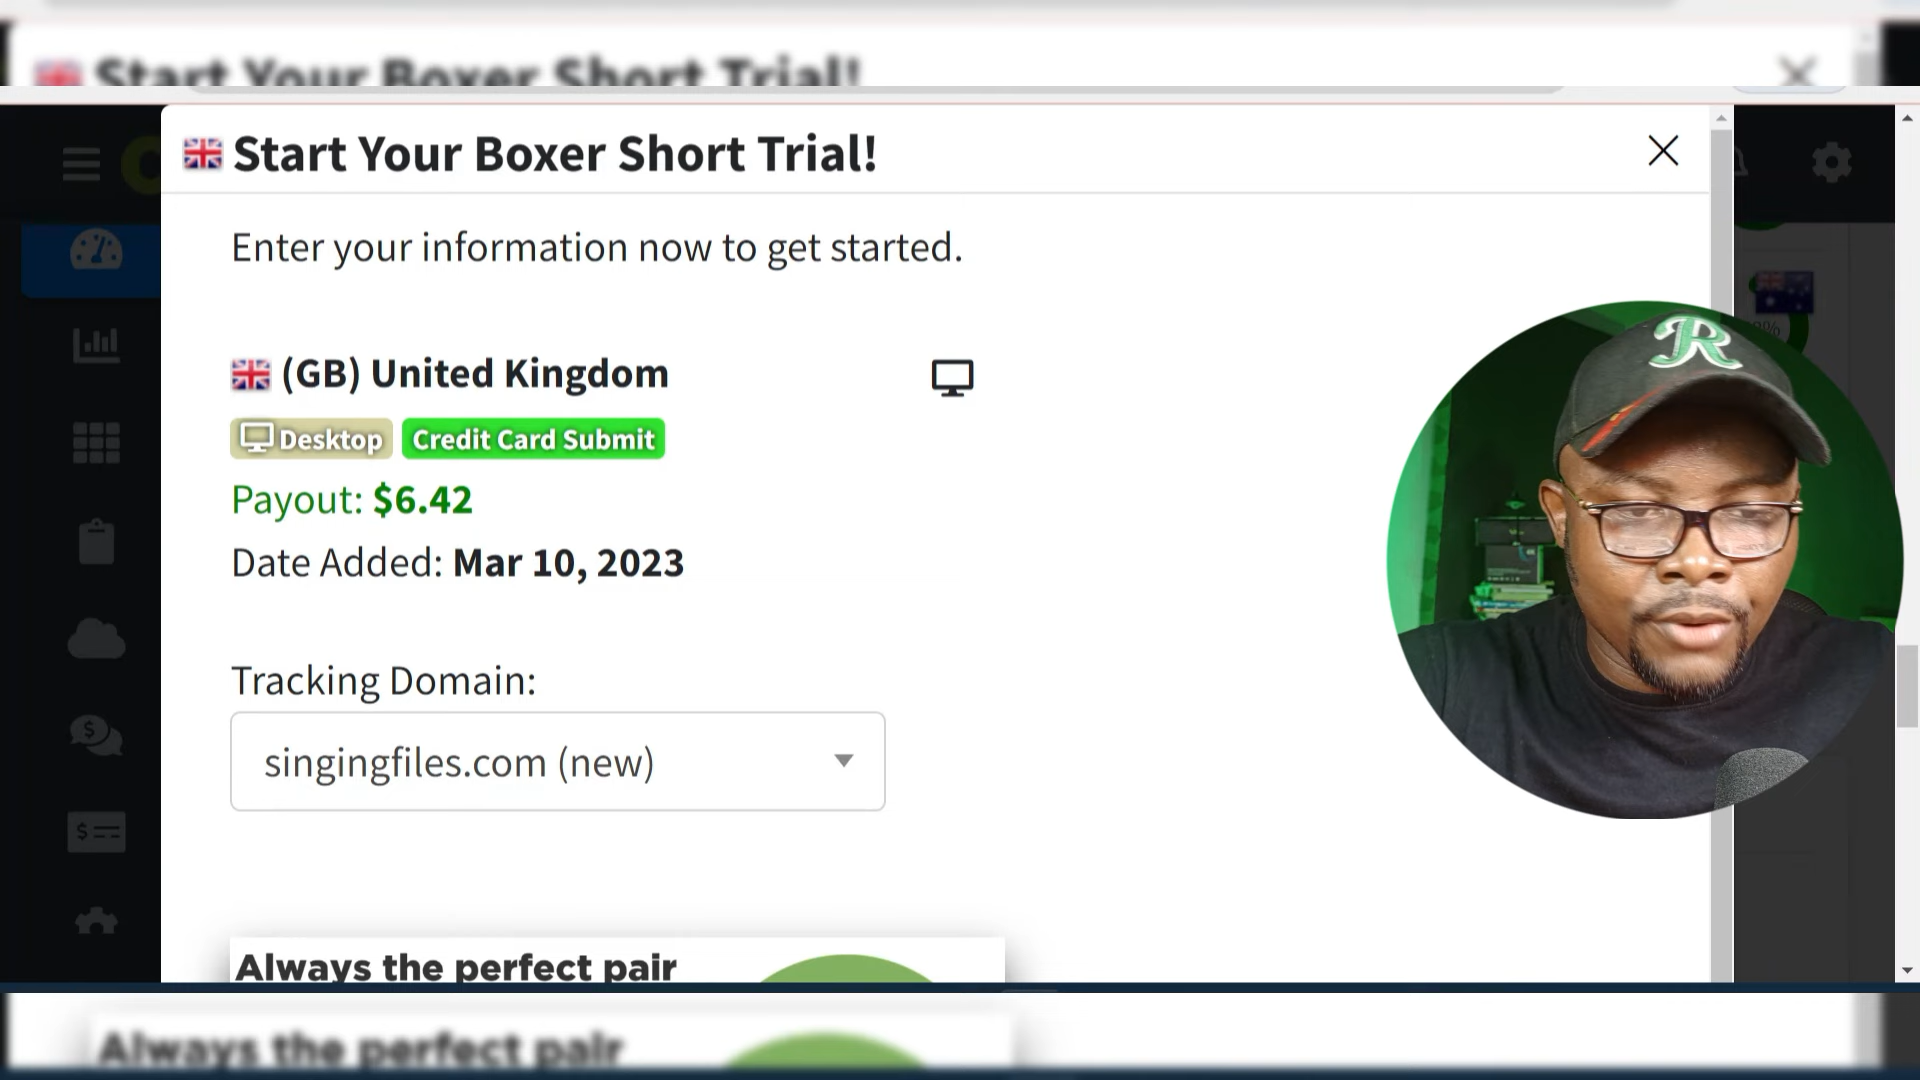 Start Your Boxer Short Trial!
Start Your Boxer Short Trial!
Enter your information now to get started.
(GB) United Kingdom
Desktop Credit Card Submit
Payout: $6.42
Date Added: Mar 10, 2023
R
Tracking Domain:
singingfiles.com (new)
Always the perfect pair
Always the perfect pair